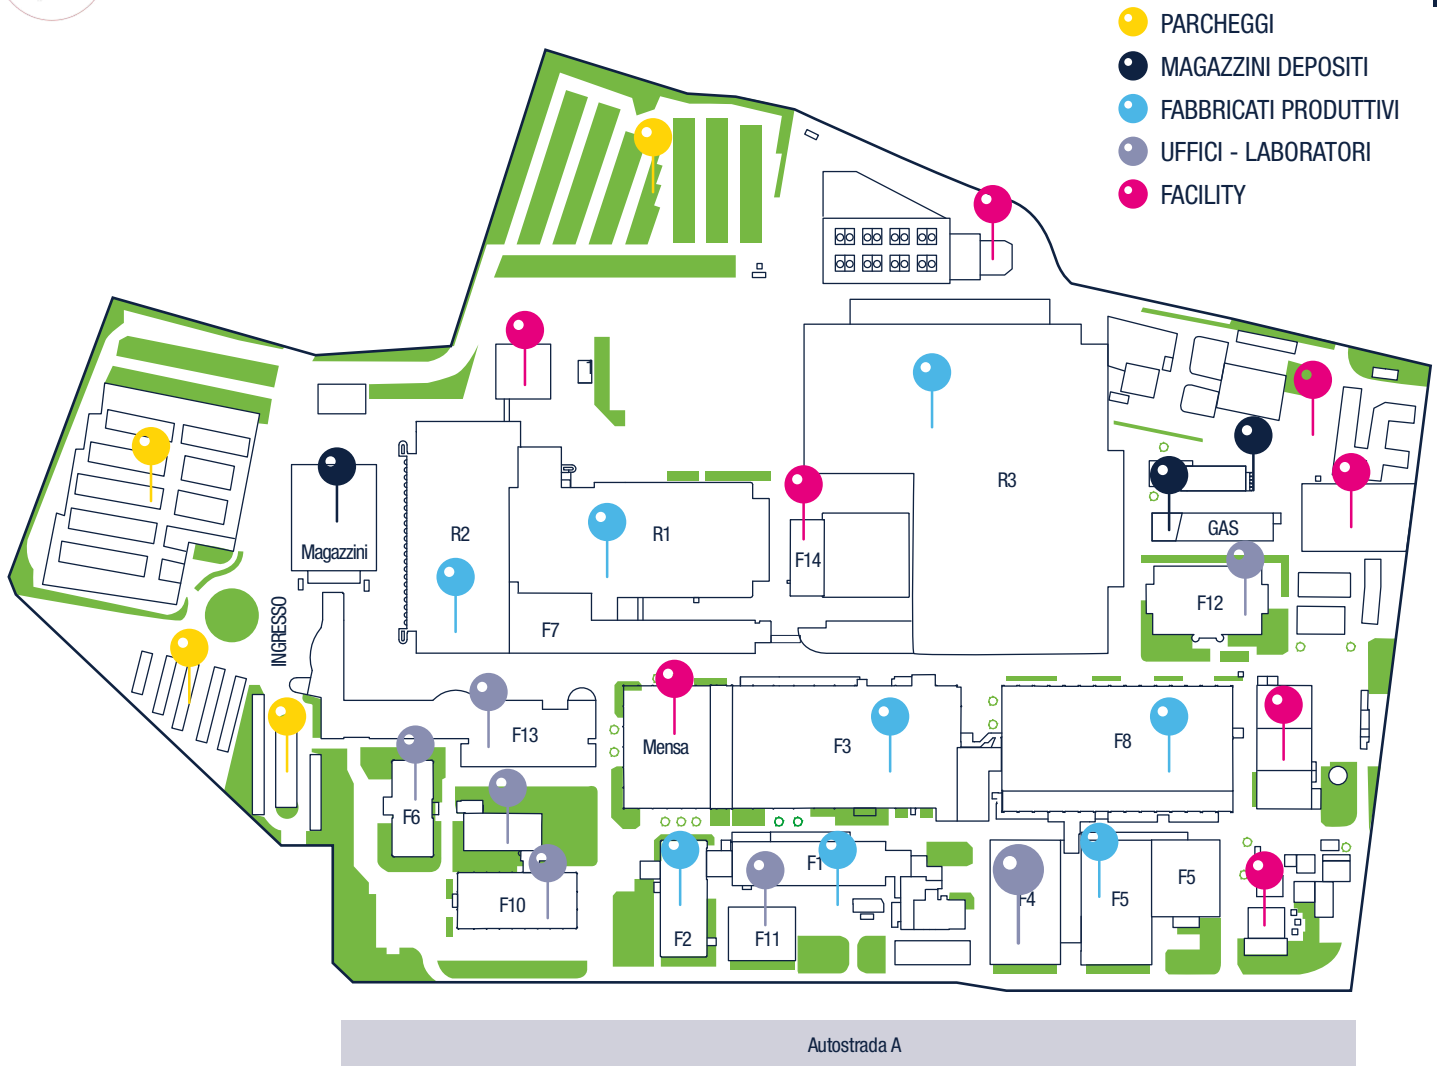 PARCHEGGI
MAGAZZINI DEPOSITI
FABBRICATI PRODUTTIVI
UFFICI - LABORATORI
FACILITY
R3
R2
R1
GAS
Magazzini
F14
F12
INGRESSO
F7
F13
Mensa
F3
F8
F6
F1
F5
F10
F4
F5
F2
F11
Autostrada A